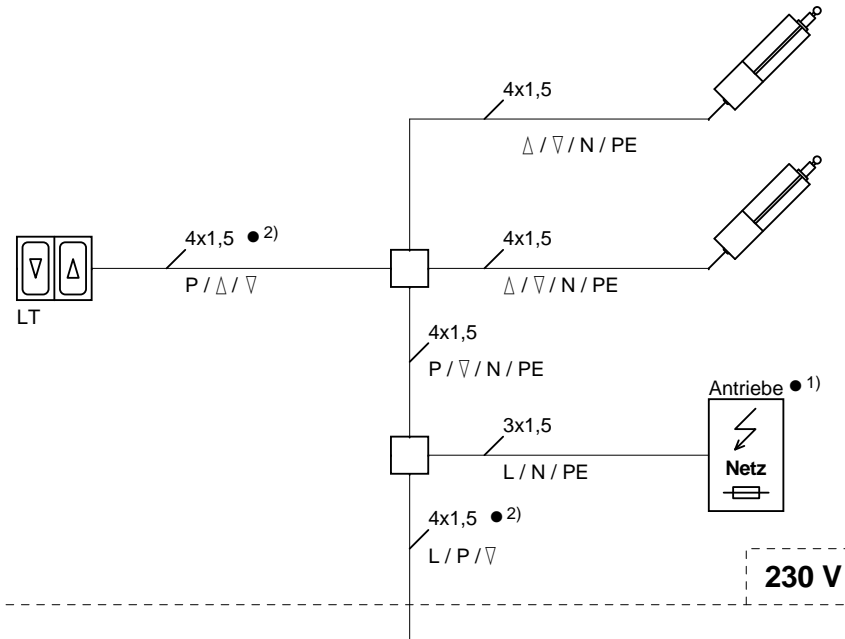 4x1,5
△ / ▽ / N / PE
4x1,5 ● 2)
4x1,5
P / △ / ▽
△ / ▽ / N / PE
LT
4x1,5
P / ▽ / N / PE
Antriebe ● 1)
3x1,5
L / N / PE
Netz
4x1,5 ● 2)
L / P / ▽
230 V